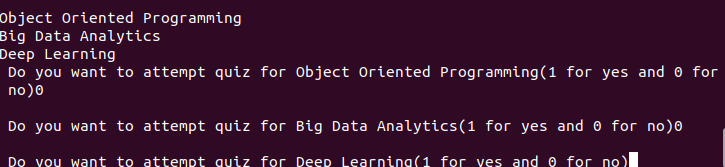 Object Oriented Programming
Big Data Analytics
Deep Learning
Do you want to attempt quiz for Object Oriented Programming(1 for yes and 0 for
no)0
Do you want to attempt quiz for Big Data Analytics(1 for yes and 0 for no)0
Do you want to attempt quiz for Deep Learning(1 for yes and 0 for no)